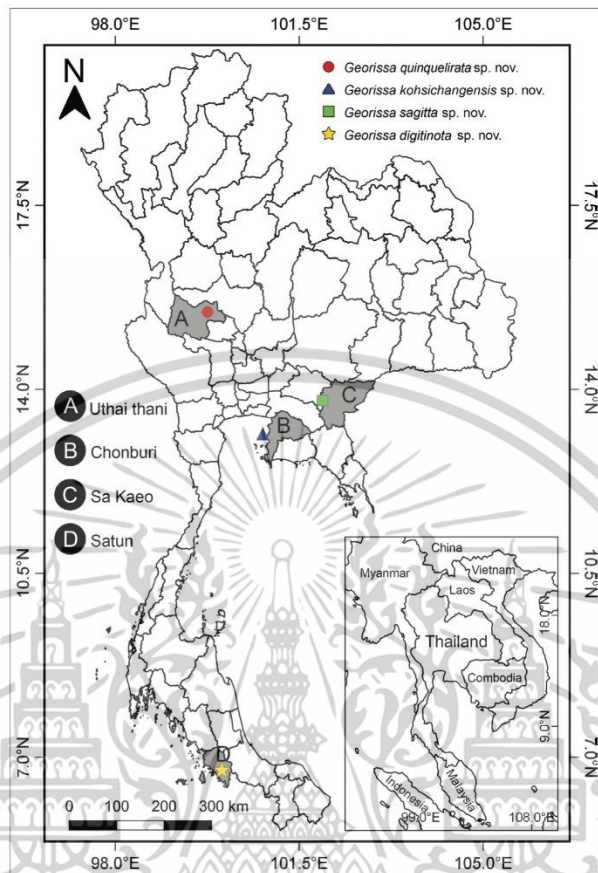 98.0°E 101.5°E 105.0°E
N
Georissa quinquelirata sp. nov.
Georissa kohsichangensis sp. nov.
Georissa sagitta sp. nov.
Georissa digitinota sp. nov.
17.5°N 17.5°N
A
14.0°N 14.0°N
C
B
A Uthai thani
B Chonburi
C Sa Kaeo
D Satun
10.5°N 10.5°N
China
Myanmar
Vietnam
Laos
18.0°N
Thailand
Combodia
9.0°N
7.0°N 7.0°N
D
Indonesia
Malaysia
0 100 200 300 km
99.0°E 108.0°E
98.0°E 101.5°E 105.0°E